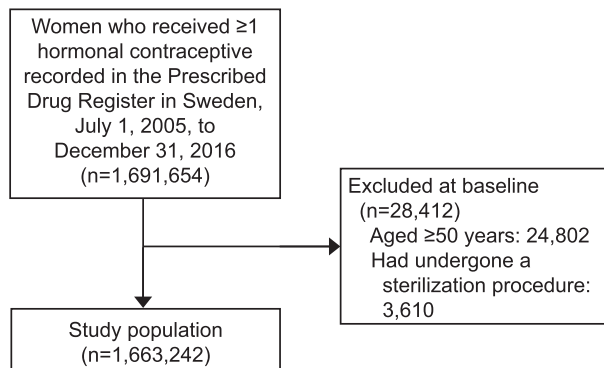 Women who received ≥1
hormonal contraceptive
recorded in the Prescribed
Drug Register in Sweden,
July 1, 2005, to
December 31, 2016
(n=1,691,654)
Excluded at baseline
(n=28,412)
Aged ≥50 years: 24,802
Had undergone a
sterilization procedure:
3,610
Study population
(n=1,663,242)